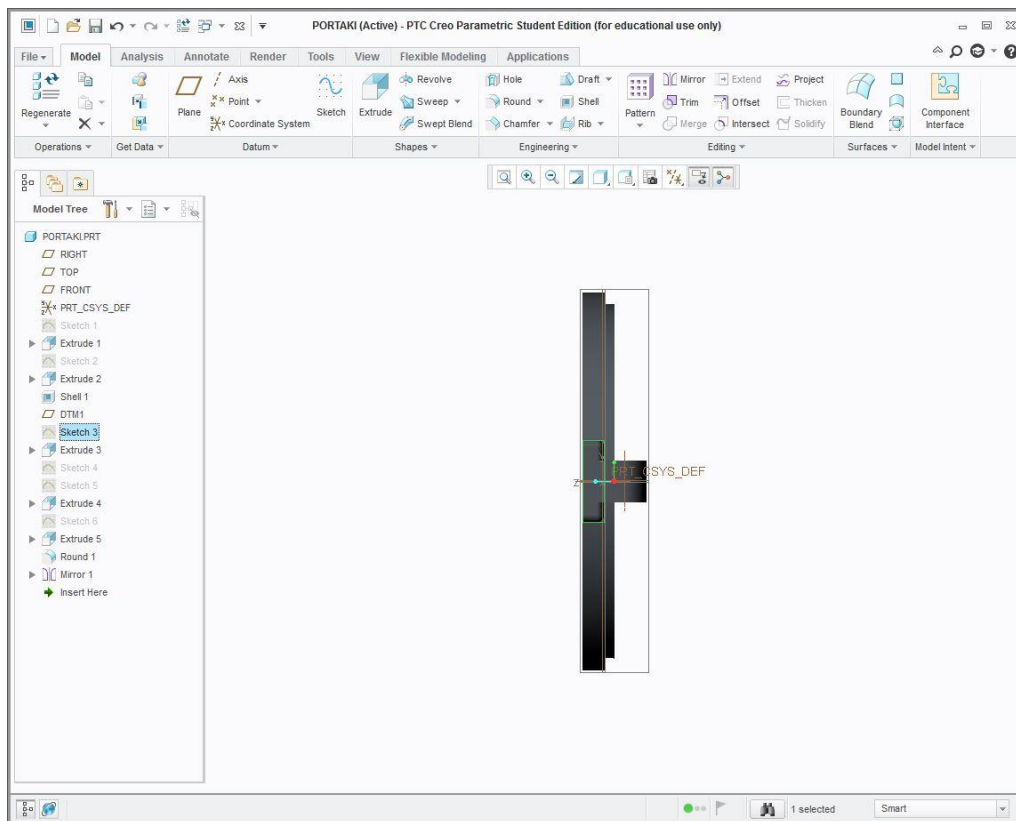 PORTAKI (Active) - PTC Creo Parametric Student Edition (for educational use only)
File Model Analysis Annotate Render Tools View Flexible Modeling Applications
Regenerate
Plane
Axis
Point
Coordinate System
Sketch
Extrude
Revolve
Sweep
Swept Blend
Hole
Round
Chamfer
Draft
Shell
Rib
Pattern
Mirror
Extend
Project
Trim
Offset
Thicken
Merge
Intersect
Solidify
Boundary
Blend
Component
Interface
Operations Get Data Datum Shapes Engineering Editing Surfaces Model Intent
Model Tree
PORTAKI.PRT
RIGHT
TOP
FRONT
PRT_CSYS_DEF
Sketch 1
Extrude 1
Sketch 2
Extrude 2
Shell 1
DTM1
Sketch 3
Extrude 3
Sketch 4
Sketch 5
Extrude 4
Sketch 6
Extrude 5
Round 1
Mirror 1
Insert Here
PRT_CSYS_DEF
Z
1 selected
Smart